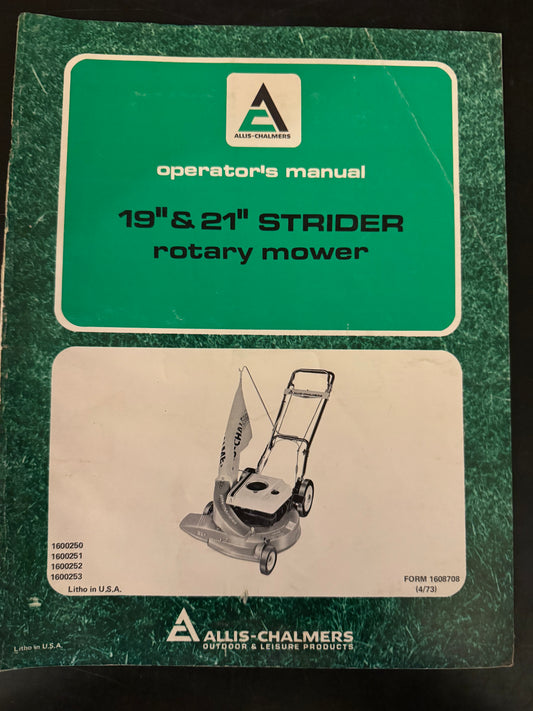 ALLIS-CHALMERS
operator's manual
19" & 21" STRIDER
rotary mower
1600250
1600251
1600252
1600253
Litho in U.S.A.
FORM 1608708
(4/73)
ALLIS-CHALMERS
OUTDOOR & LEISURE PRODUCTS
Litho in U.S.A.